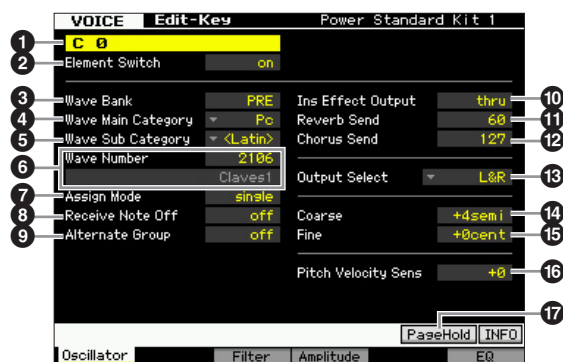 VOICE Edit-Key Power Standard Kit 1
1 C 0
2 Element Switch on
3 Wave Bank PRE
4 Wave Main Category Pc
5 Wave Sub Category <Latin>
6 Wave Number 2106
Claves1
7 Assign Mode single
8 Receive Note Off off
9 Alternate Group off
Ins Effect Output thru 10
Reverb Send 60 11
Chorus Send 127 12
Output Select L&R 13
Coarse +4semi 14
Fine +0cent 15
Pitch Velocity Sens +0 16
17
PageHold INFO
Oscillator Filter Amplitude EQ